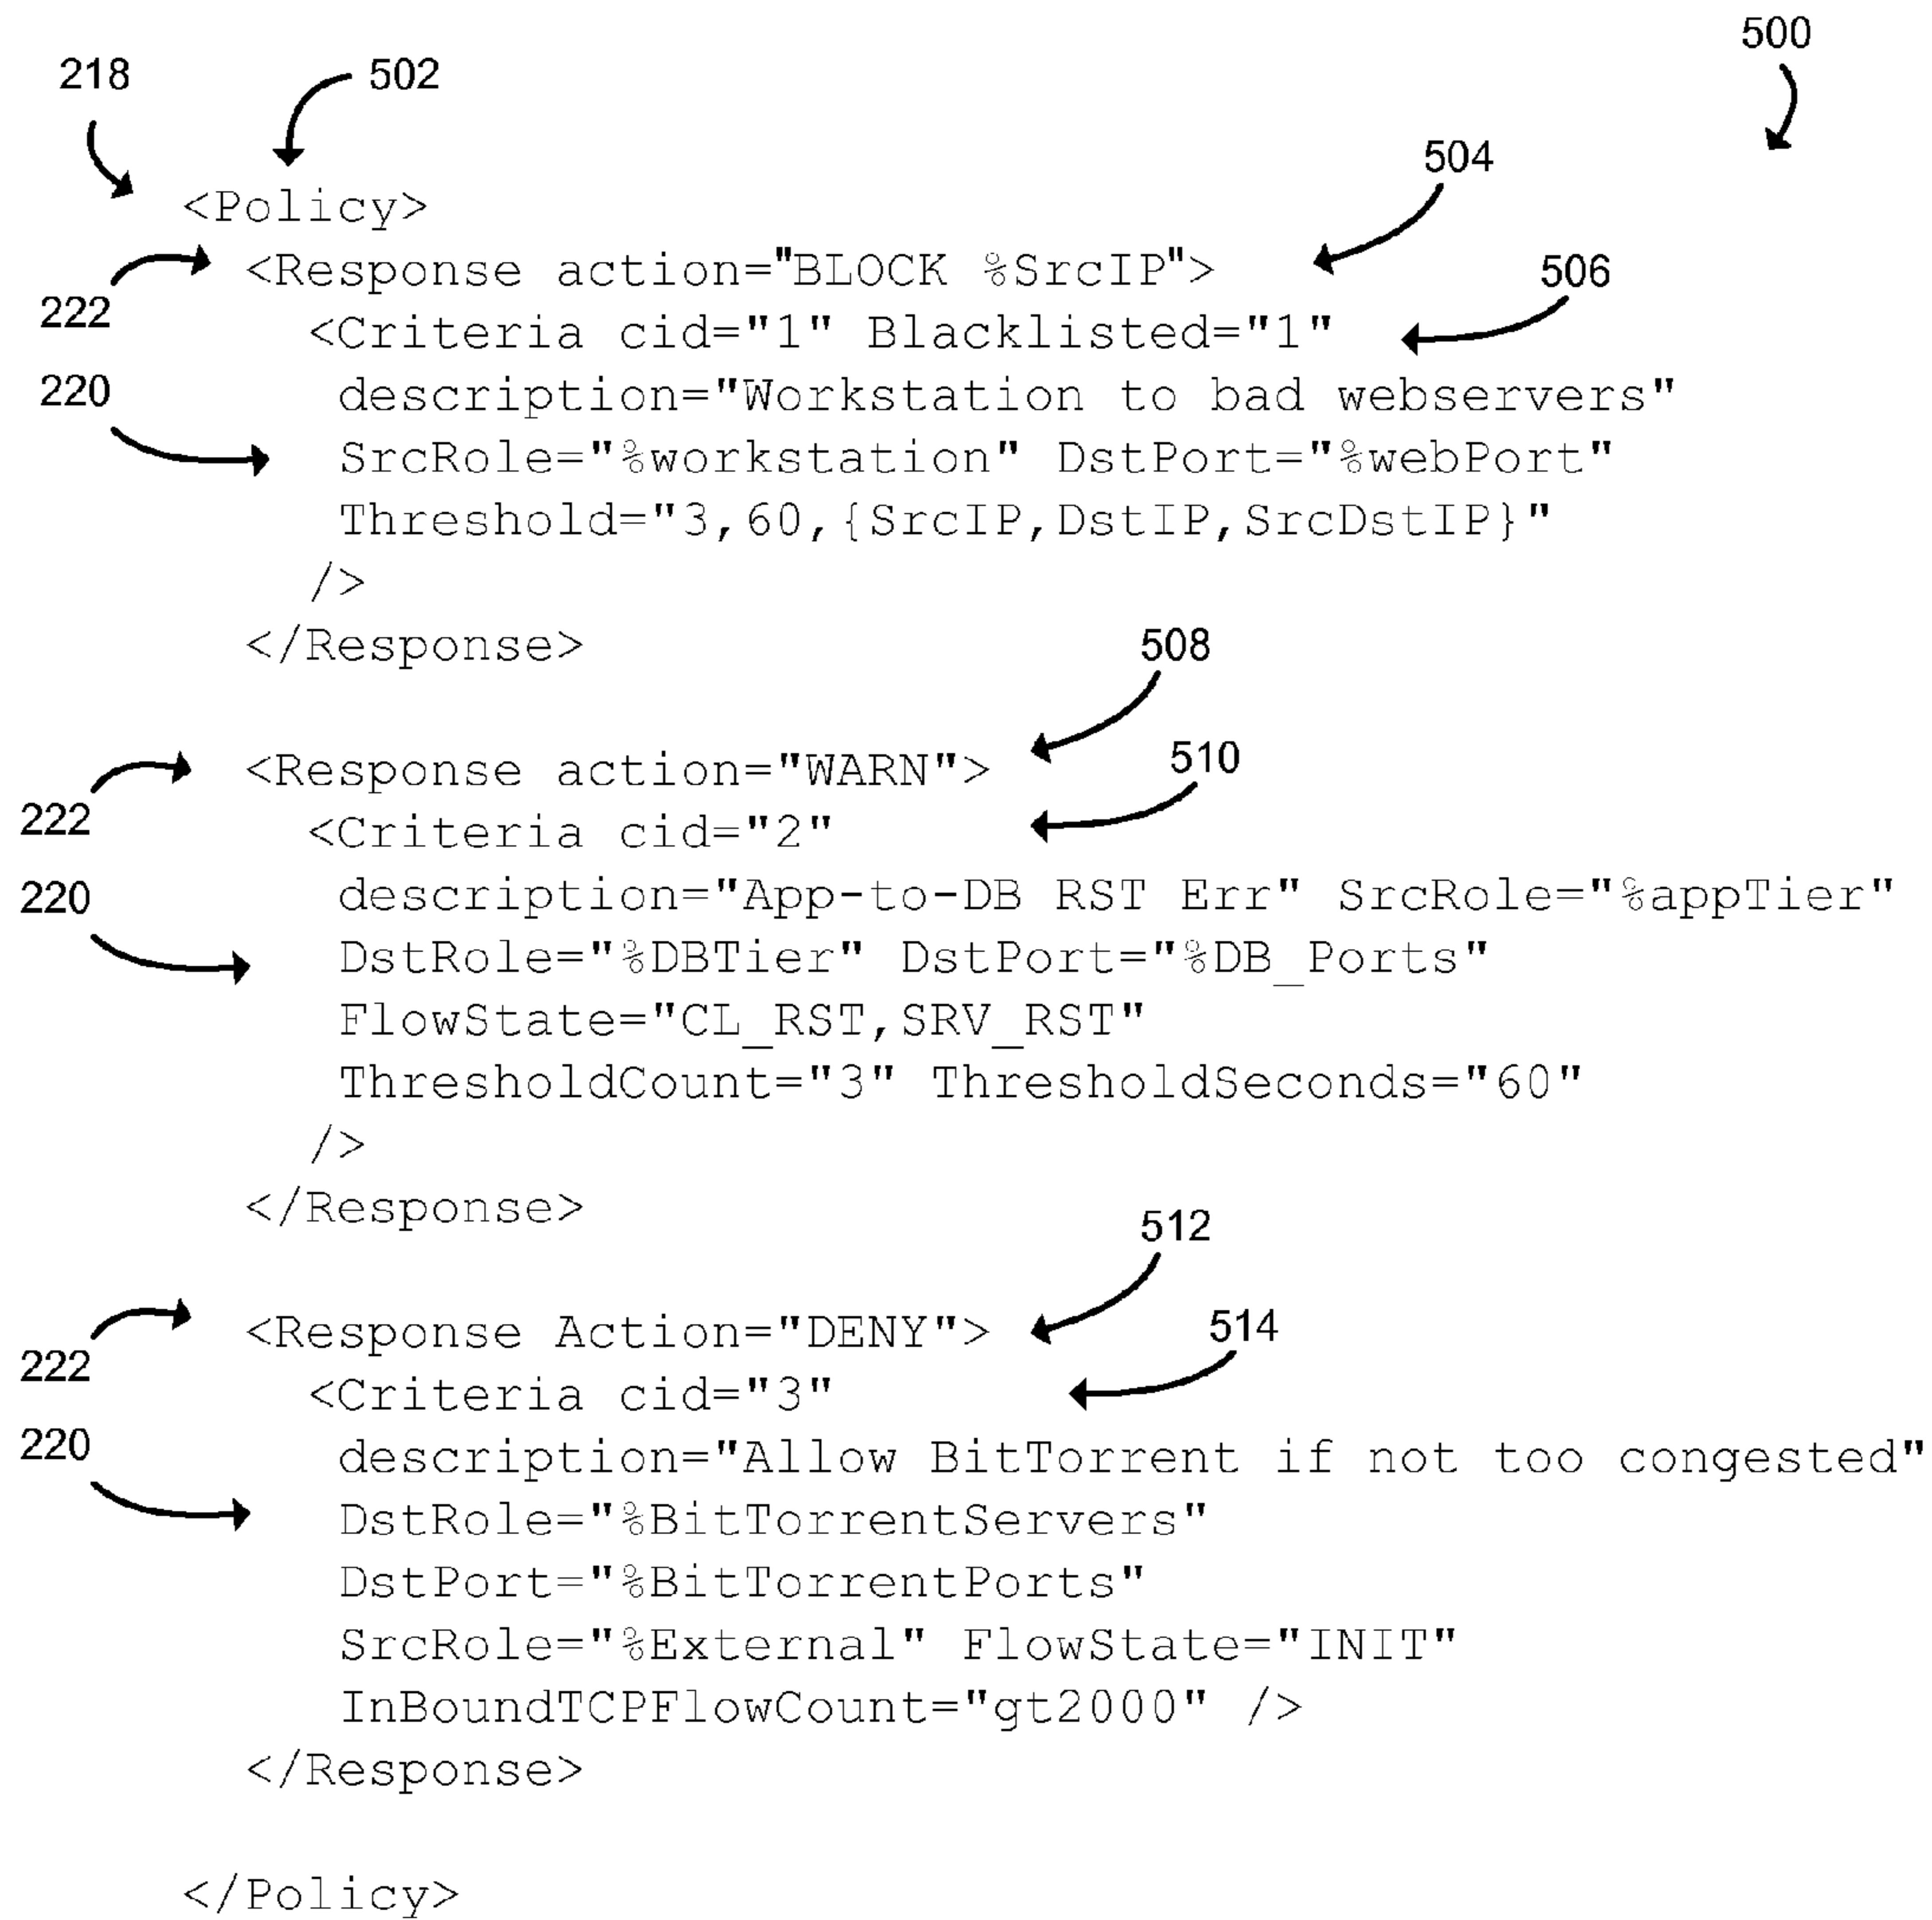 500
218
502
504
<Policy>
222
<Response action="BLOCK %SrcIP">
506
<Criteria cid="1" Blacklisted="1"
220
description="Workstation to bad webservers"
SrcRole="%workstation" DstPort="%webPort"
Threshold="3,60,{SrcIP,DstIP,SrcDstIP}"
/>
</Response>
508
222
<Response action="WARN">
510
<Criteria cid="2"
220
description="App-to-DB RST Err" SrcRole="%appTier"
DstRole="%DBTier" DstPort="%DB_Ports"
FlowState="CL_RST,SRV_RST"
ThresholdCount="3" ThresholdSeconds="60"
/>
</Response>
512
222
<Response Action="DENY">
514
<Criteria cid="3"
220
description="Allow BitTorrent if not too congested"
DstRole="%BitTorrentServers"
DstPort="%BitTorrentPorts"
SrcRole="%External" FlowState="INIT"
InBoundTCPFlowCount="gt2000" />
</Response>
</Policy>